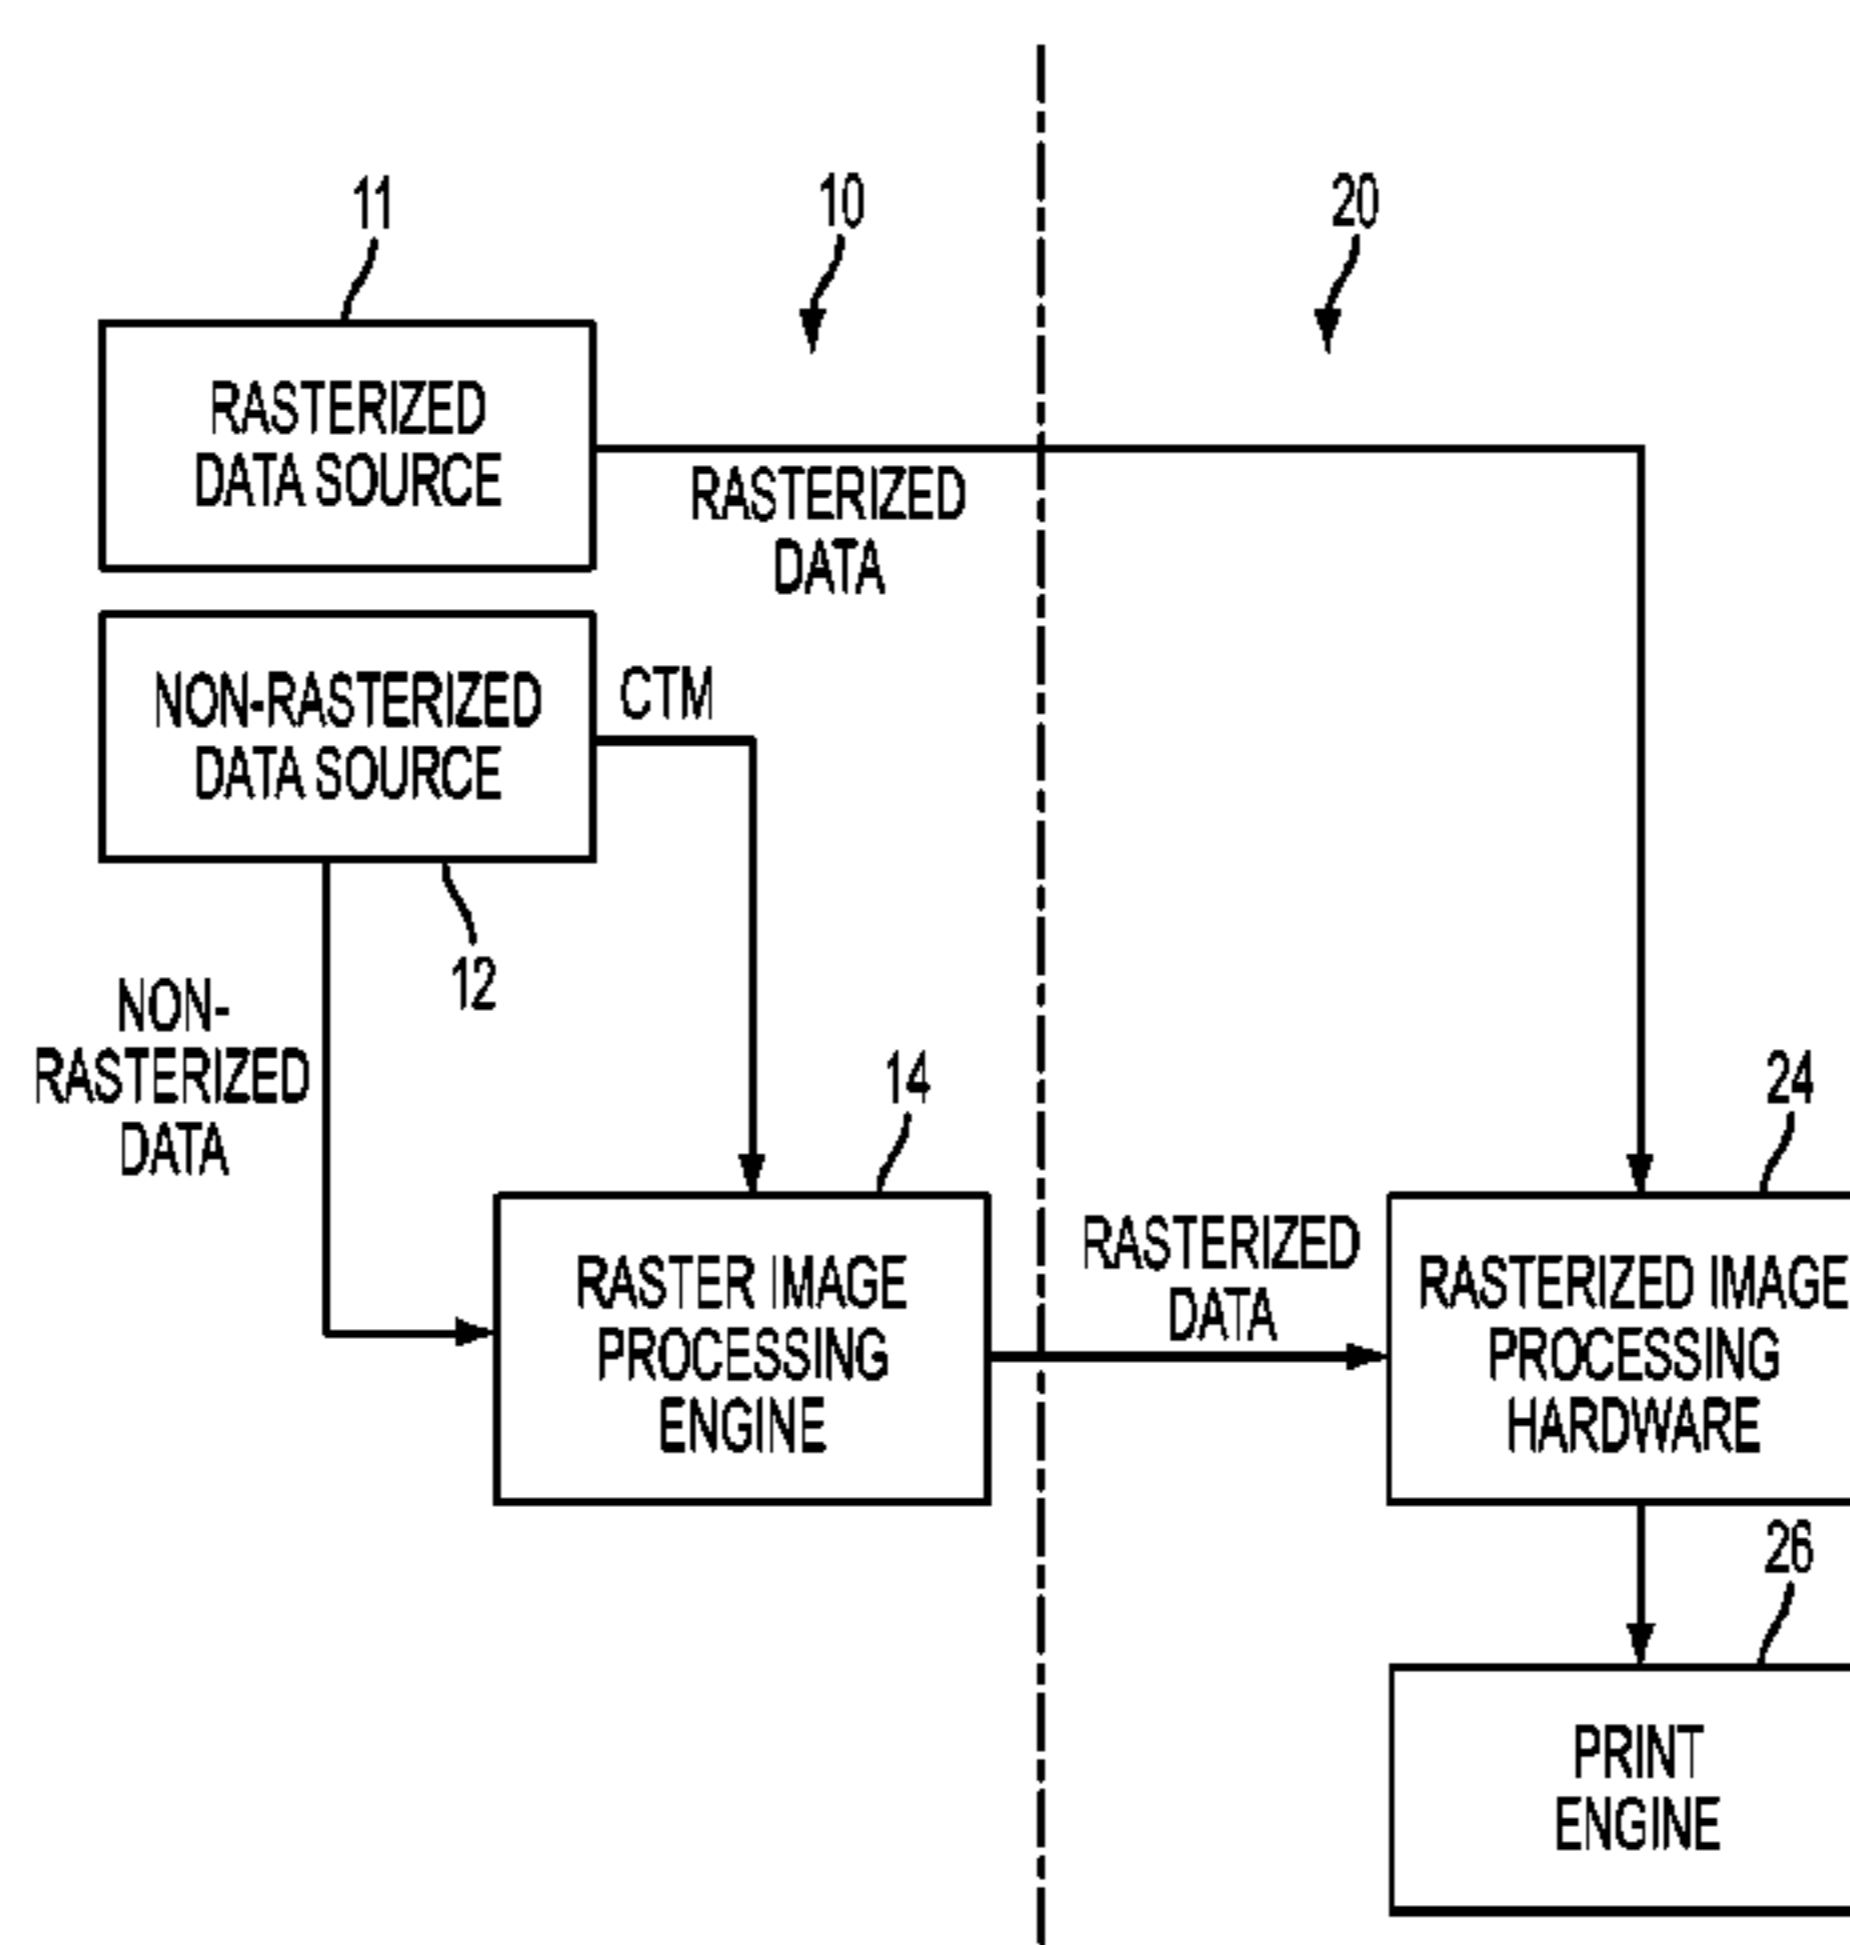 11
10
20
RASTERIZED
DATA SOURCE
RASTERIZED
DATA
NON-RASTERIZED
DATA SOURCE
CTM
12
NON-
RASTERIZED
DATA
14
24
RASTER IMAGE
PROCESSING
ENGINE
RASTERIZED
DATA
RASTERIZED IMAGE
PROCESSING
HARDWARE
26
PRINT
ENGINE